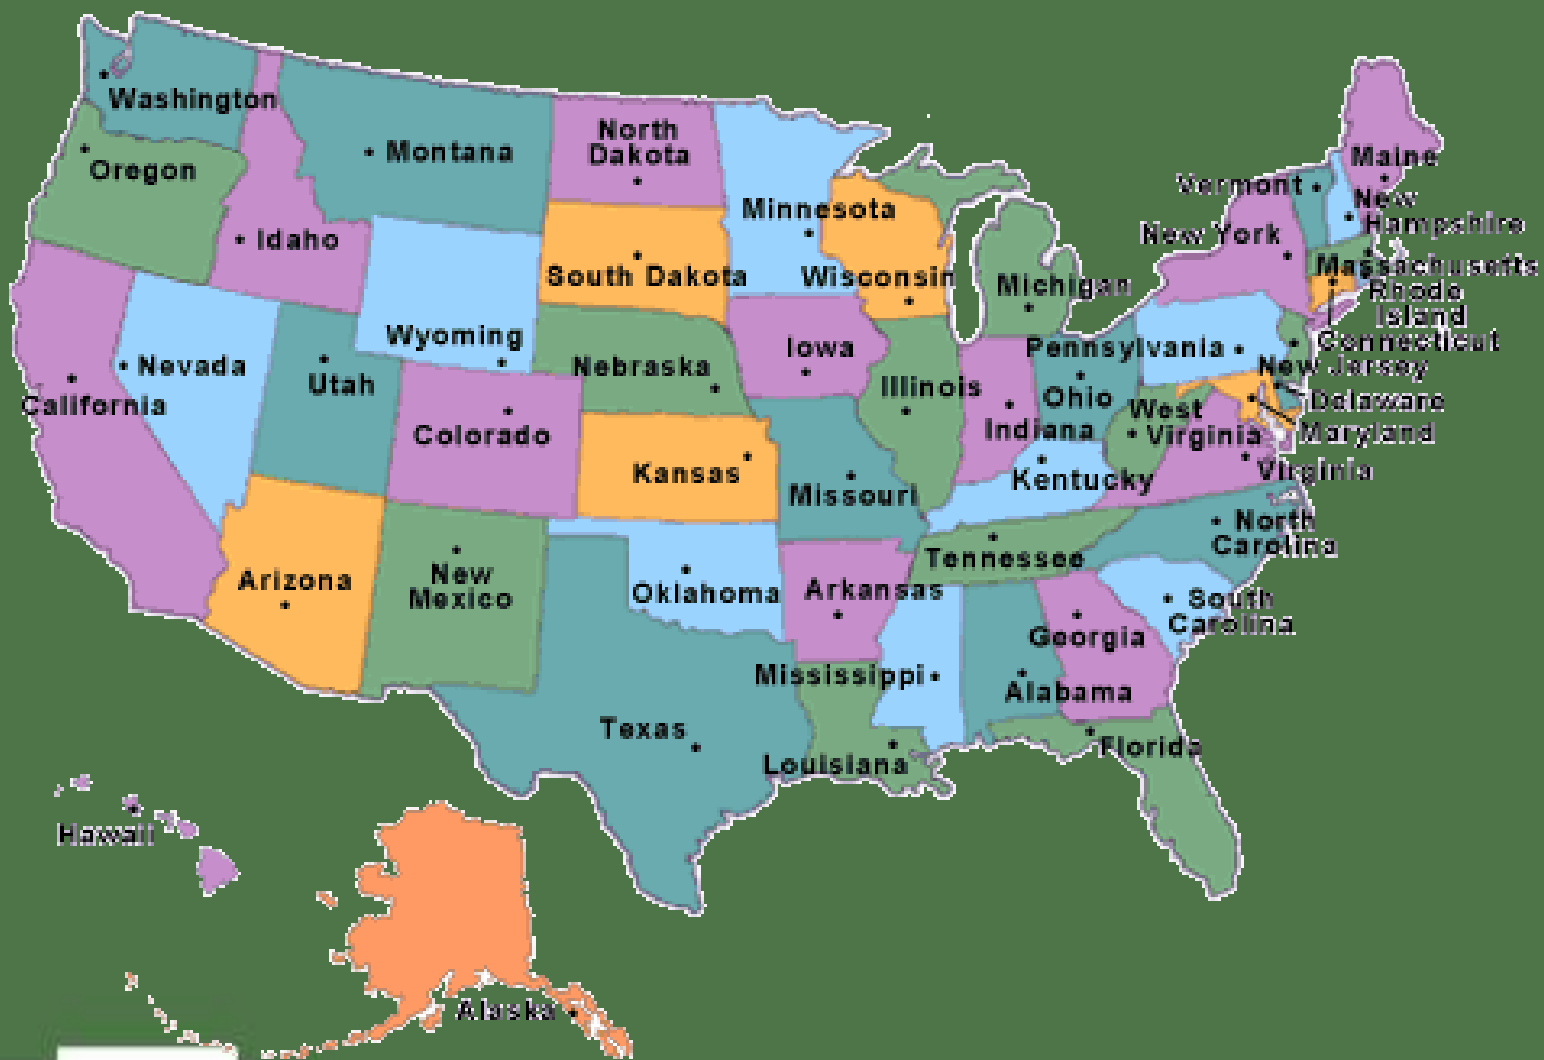 Washington
Oregon
Montana
Idaho
North
Dakota
South Dakota
Minnesota
Wisconsin
Michigan
Maine
Vermont
New
Hampshire
New York
Massachusetts
Rhode
Island
Connecticut
New Jersey
Delaware
Maryland
Pennsylvania
Wyoming
Nebraska
Iowa
Illinois
Indiana
Ohio
West
Virginia
Virginia
Nevada
Utah
California
Colorado
Kansas
Missouri
Kentucky
North
Carolina
Tennessee
South
Carolina
Arizona
New
Mexico
Oklahoma
Arkansas
Georgia
Alabama
Mississippi
Texas
Louisiana
Florida
Hawaii
Alaska